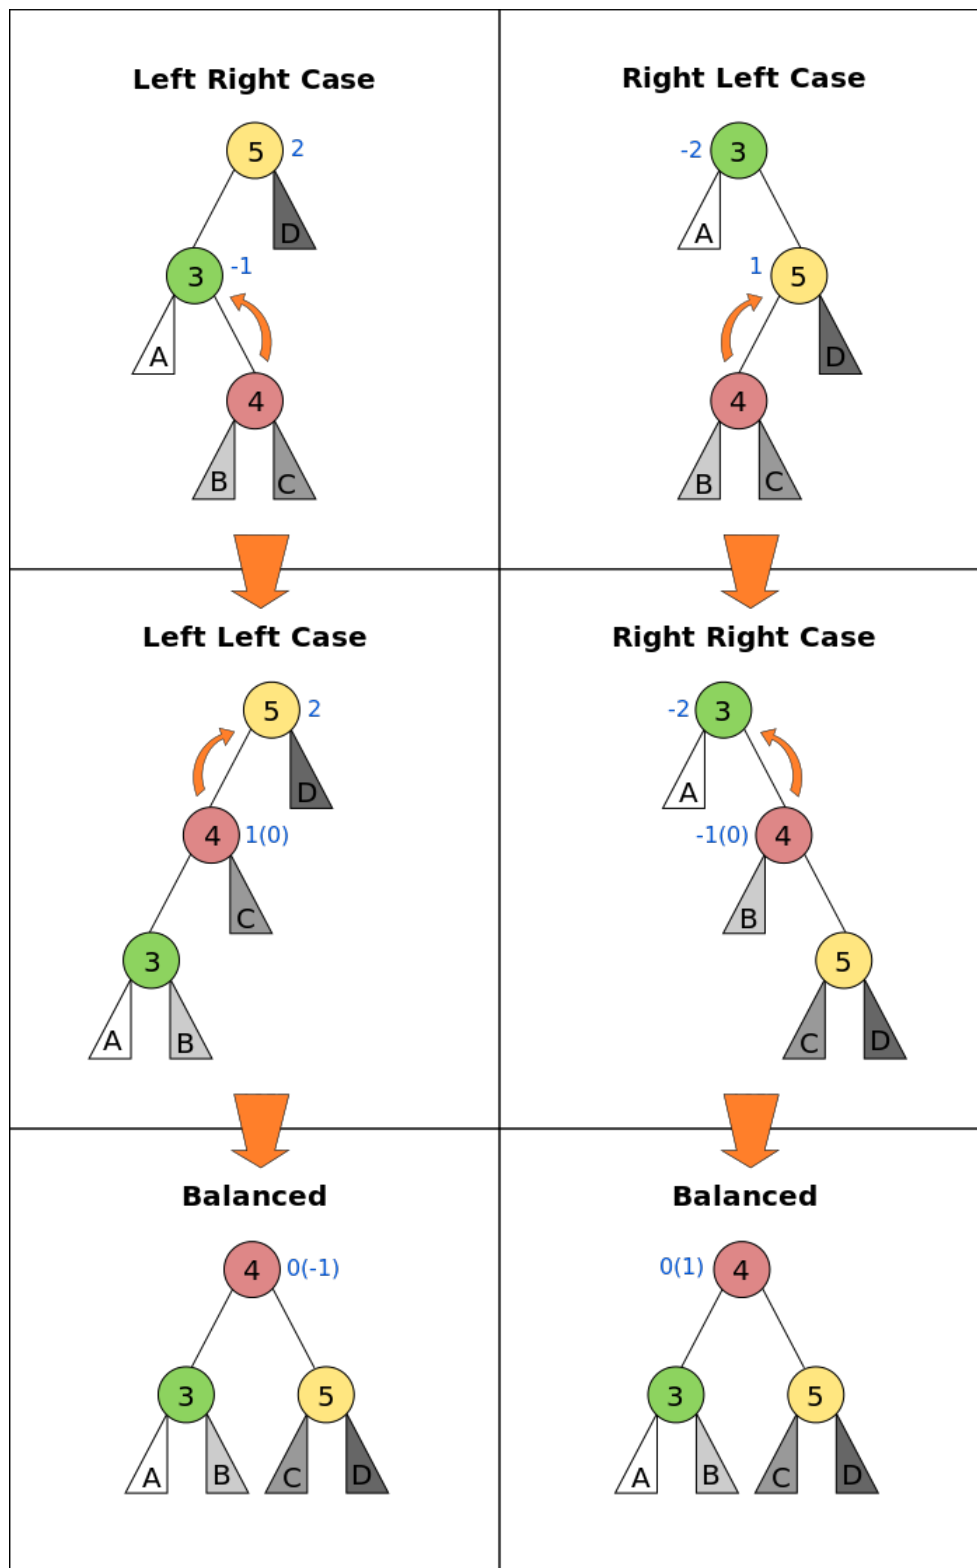 Left Right Case
5 2
D
3 -1
A
4
B C
Right Left Case
-2 3
A
1 5
D
4
B C
Left Left Case
5 2
D
4 1(0)
C
3
A B
Right Right Case
-2 3
A
-1(0) 4
B
5
C D
Balanced
4 0(-1)
3 5
A B C D
Balanced
0(1) 4
3 5
A B C D